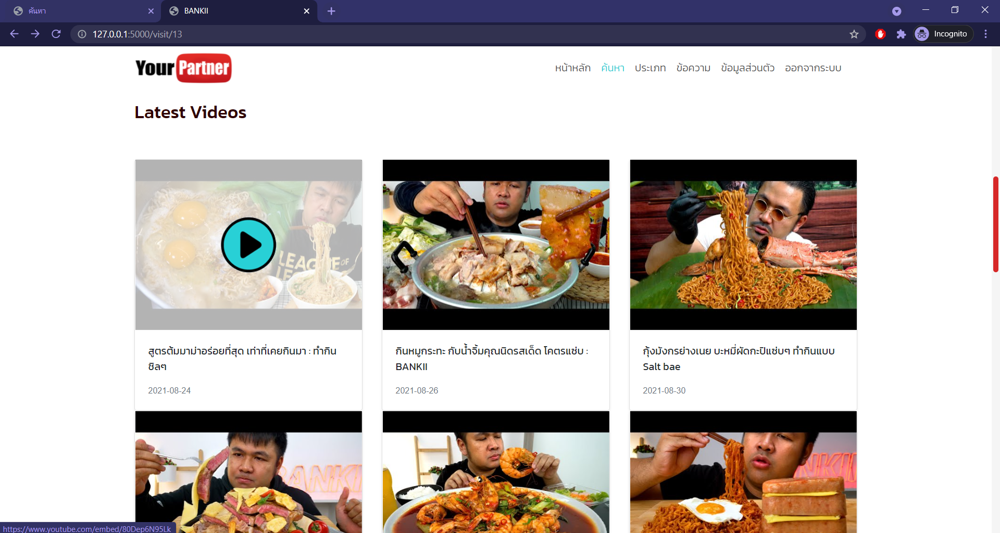 ค้นหา
BANKII
127.0.0.1:5000/visit/13
Incognito
Your Partner
หน้าหลัก ค้นหา ประเภท ข้อความ ข้อมูลส่วนตัว ออกจากระบบ
Latest Videos
LEAGUE OF
สูตรต้มมาม่าอร่อยที่สุด เท่าที่เคยกินมา : ทำกิน
ชิลๆ
2021-08-24
กินหมูกระทะ กับน้ำจิ้มคุณนิดรสเด็ด โคตรแซ่บ :
BANKII
2021-08-26
กุ้งมังกรย่างเนย บะหมี่ผัดกะปิแซ่บๆ ทำกินแบบ
Salt bae
2021-08-30
BANKII
https://www.youtube.com/embed/80Dep6N95Lk